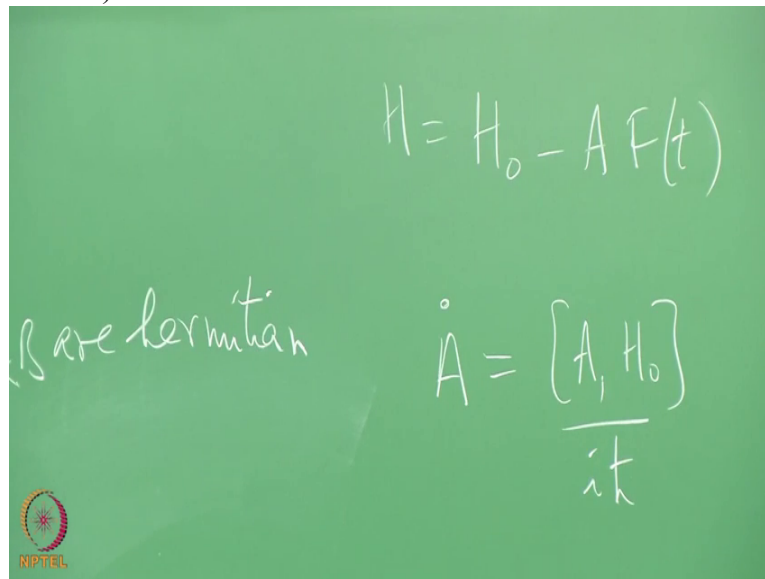 H = H₀ − A F(t)
B are hermitian
Ȧ = [A, H₀] / iħ
NPTEL